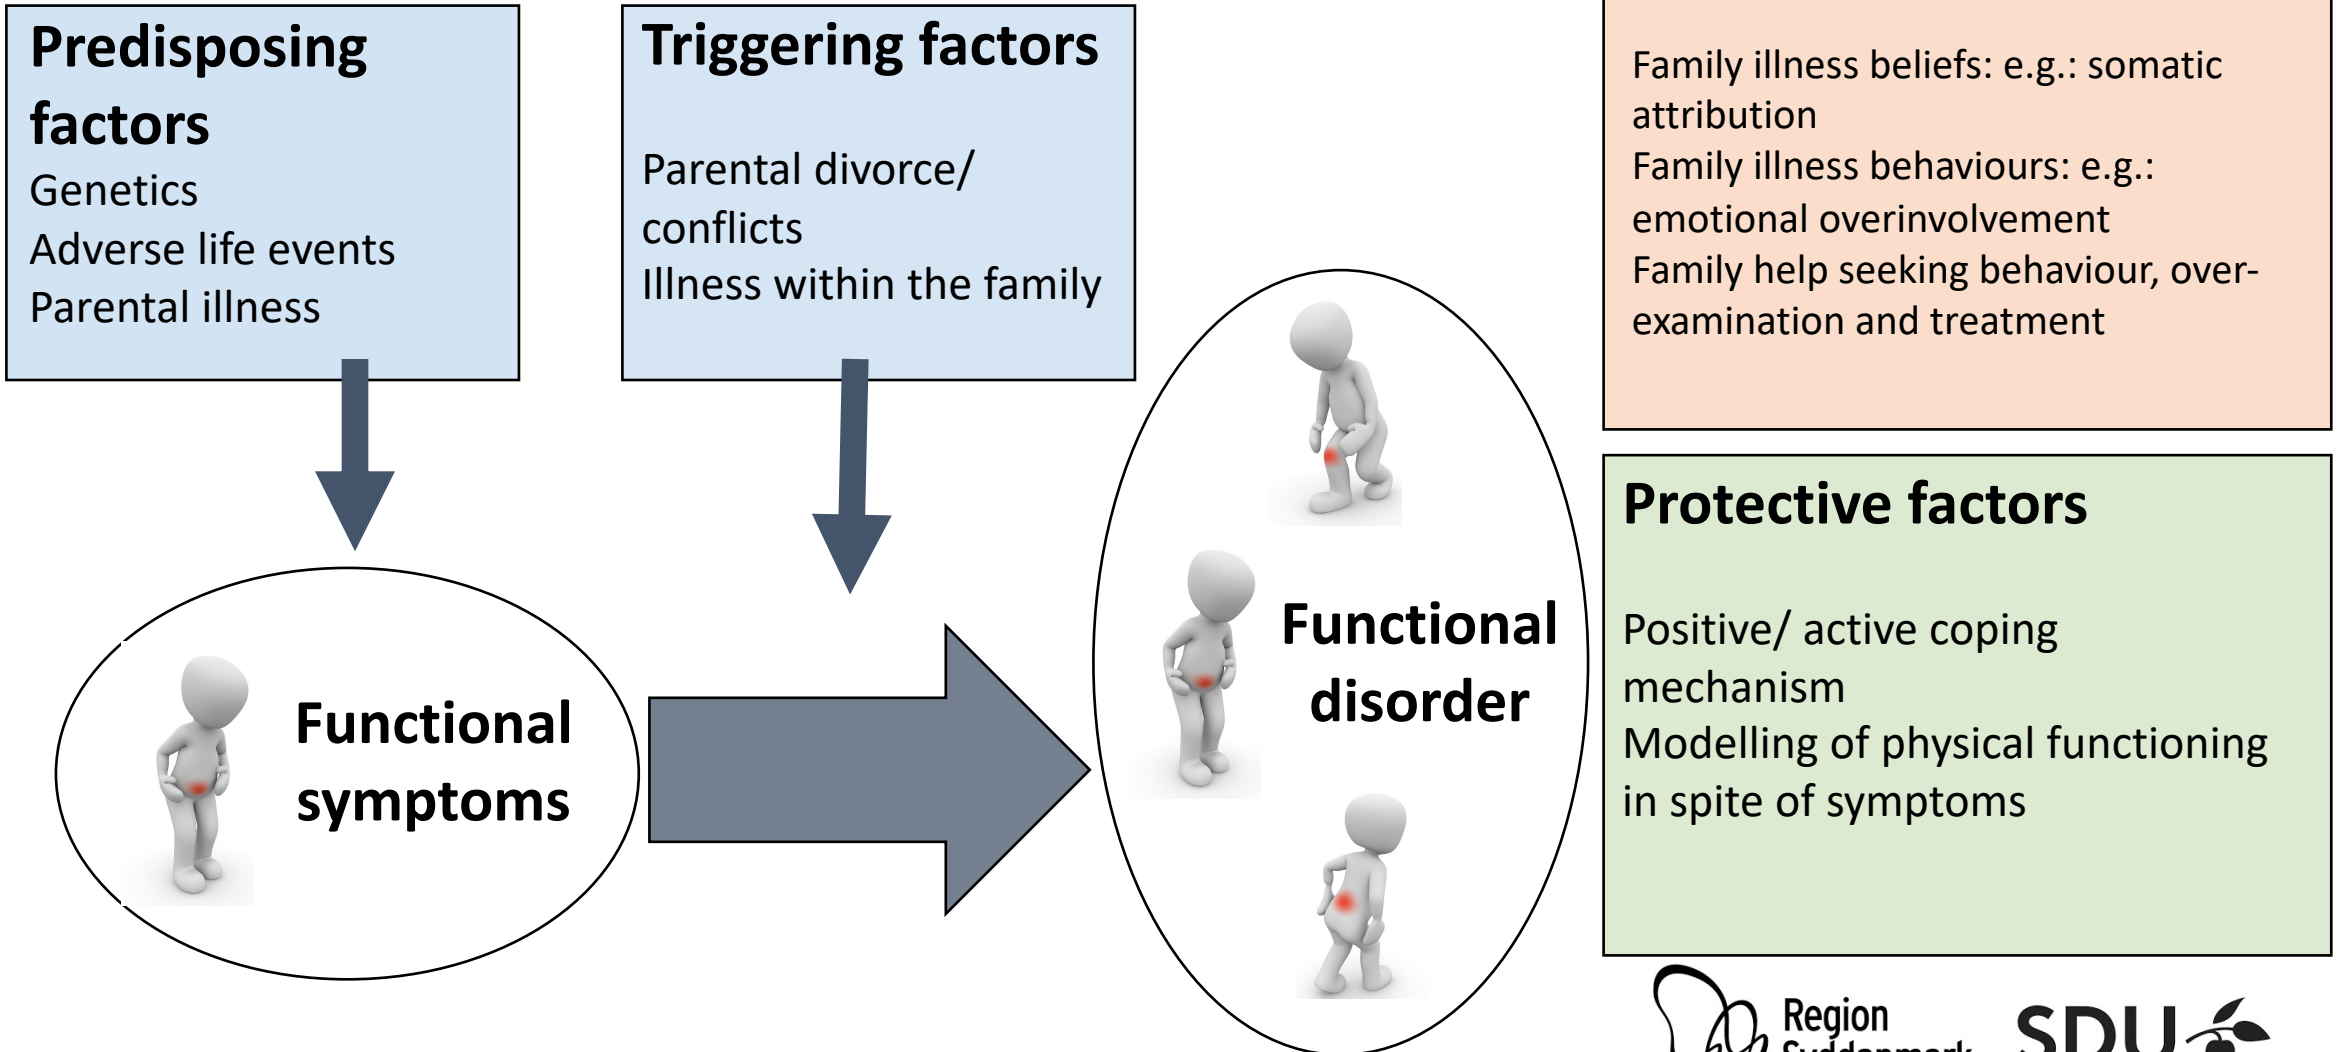 Predisposing
factors
Genetics
Adverse life events
Parental illness
Triggering factors
Parental divorce/
conflicts
Illness within the family
Family illness beliefs: e.g.: somatic
attribution
Family illness behaviours: e.g.:
emotional overinvolvement
Family help seeking behaviour, over-
examination and treatment
Functional
symptoms
Functional
disorder
Protective factors
Positive/ active coping
mechanism
Modelling of physical functioning
in spite of symptoms
Region
Syddanmark
SDU